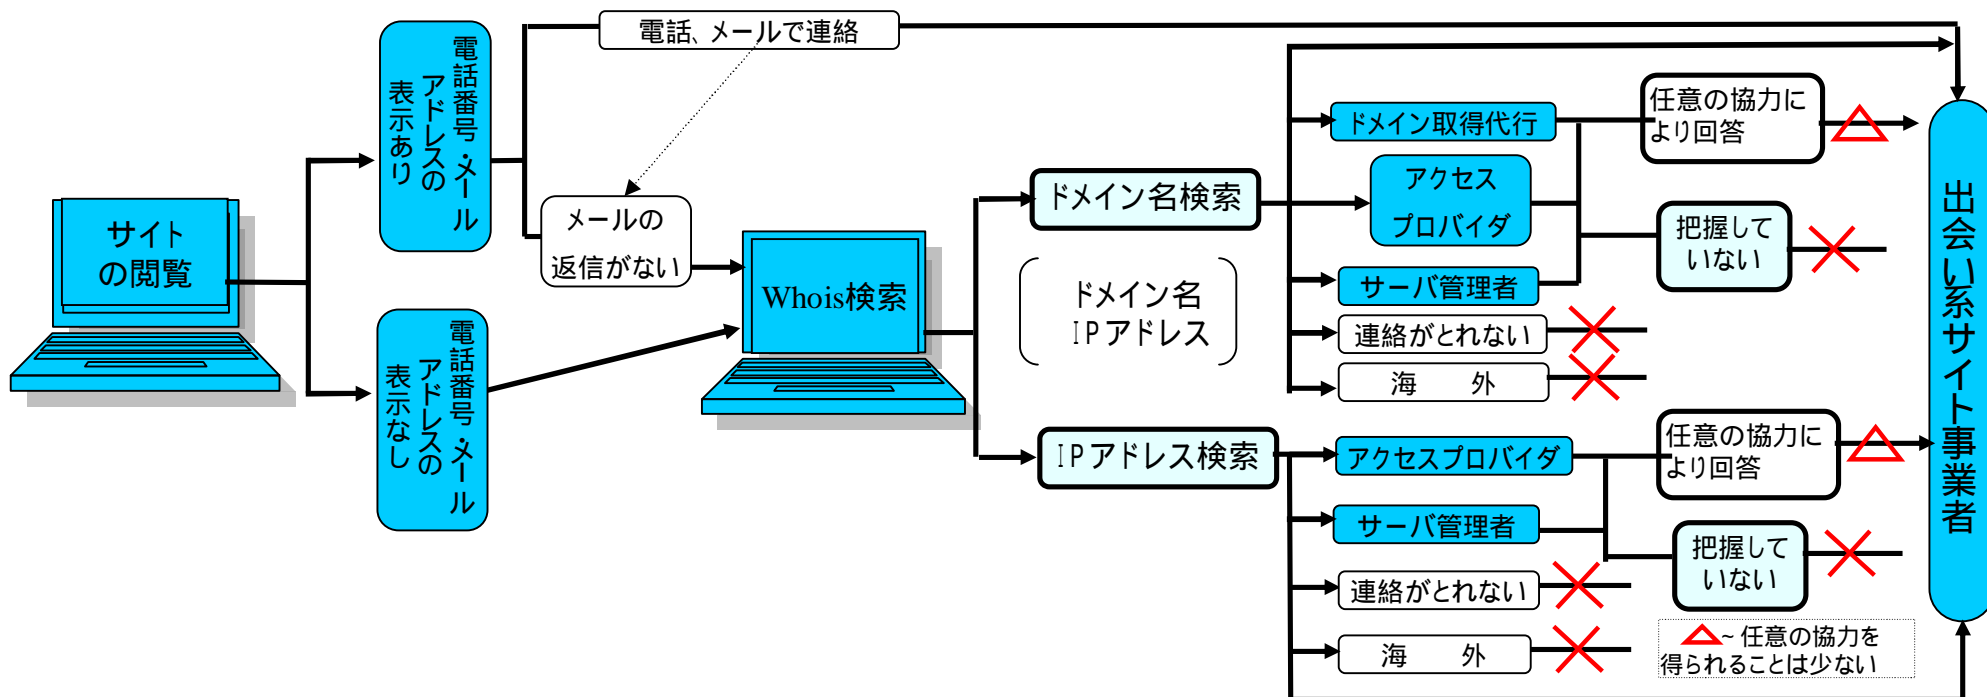 サイト
の閲覧
電話番号・メール
アドレスの
表示あり
電話番号・メール
アドレスの
表示なし
電話、メールで連絡
メールの
返信がない
Whois検索
ドメイン名検索
ドメイン名
IPアドレス
IPアドレス検索
ドメイン取得代行
アクセス
プロバイダ
サーバ管理者
連絡がとれない
海　外
任意の協力に
より回答
把握して
いない
アクセスプロバイダ
サーバ管理者
連絡がとれない
海　外
任意の協力に
より回答
把握して
いない
~任意の協力を
得られることは少ない
出会い系サイト事業者